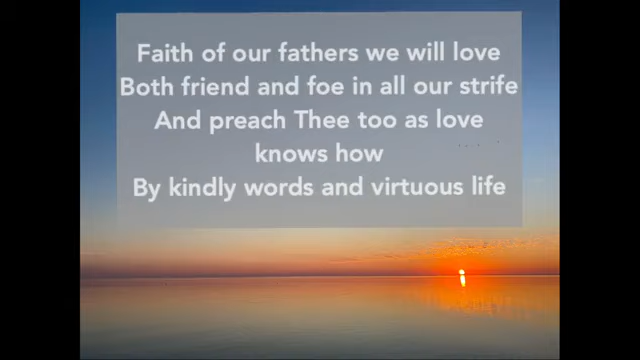 Faith of our fathers we will love
Both friend and foe in all our strife
And preach Thee too as love
knows how
By kindly words and virtuous life